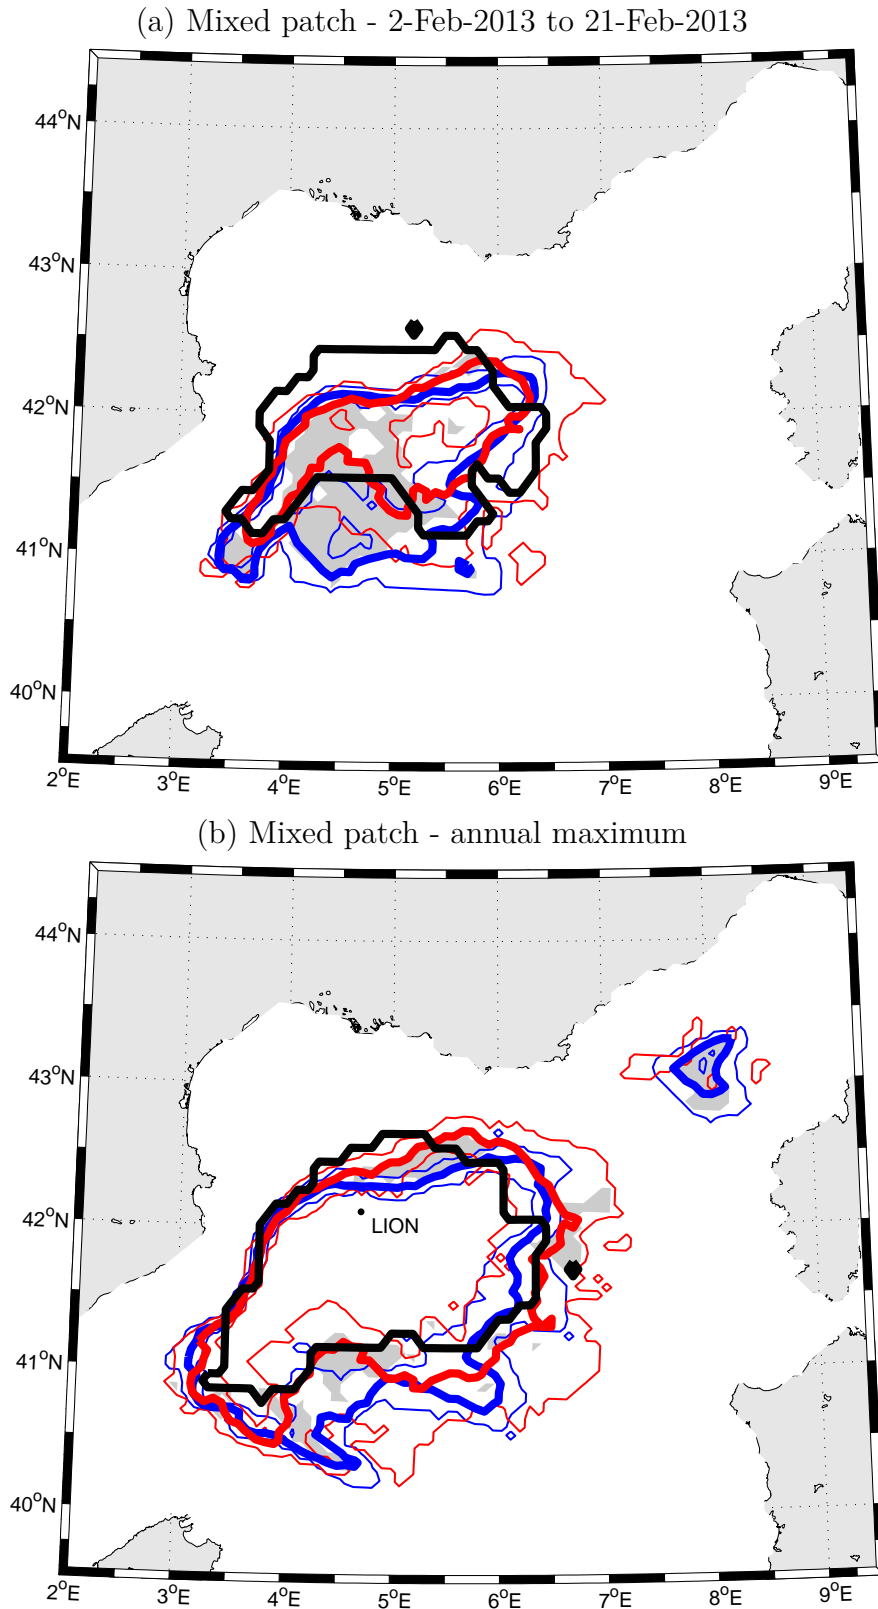 (a) Mixed patch - 2-Feb-2013 to 21-Feb-2013
44°N
43°N
42°N
41°N
40°N
2°E 3°E 4°E 5°E 6°E 7°E 8°E 9°E
(b) Mixed patch - annual maximum
44°N
43°N
42°N
LION
41°N
40°N
2°E 3°E 4°E 5°E 6°E 7°E 8°E 9°E